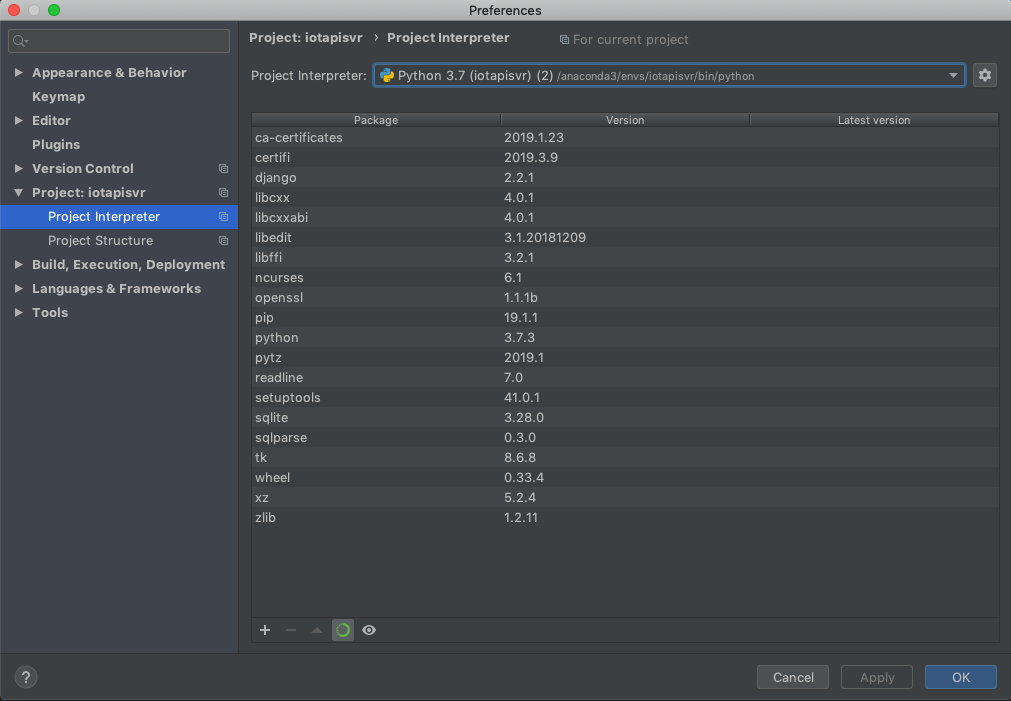 Preferences
Appearance & Behavior
Keymap
Editor
Plugins
Version Control
Project: iotapisvr
Project Interpreter
Project Structure
Build, Execution, Deployment
Languages & Frameworks
Tools
Project: iotapisvr › Project Interpreter For current project
Project Interpreter: Python 3.7 (iotapisvr) (2) /anaconda3/envs/iotapisvr/bin/python
Package Version Latest version
ca-certificates 2019.1.23
certifi 2019.3.9
django 2.2.1
libcxx 4.0.1
libcxxabi 4.0.1
libedit 3.1.20181209
libffi 3.2.1
ncurses 6.1
openssl 1.1.1b
pip 19.1.1
python 3.7.3
pytz 2019.1
readline 7.0
setuptools 41.0.1
sqlite 3.28.0
sqlparse 0.3.0
tk 8.6.8
wheel 0.33.4
xz 5.2.4
zlib 1.2.11
? Cancel Apply OK